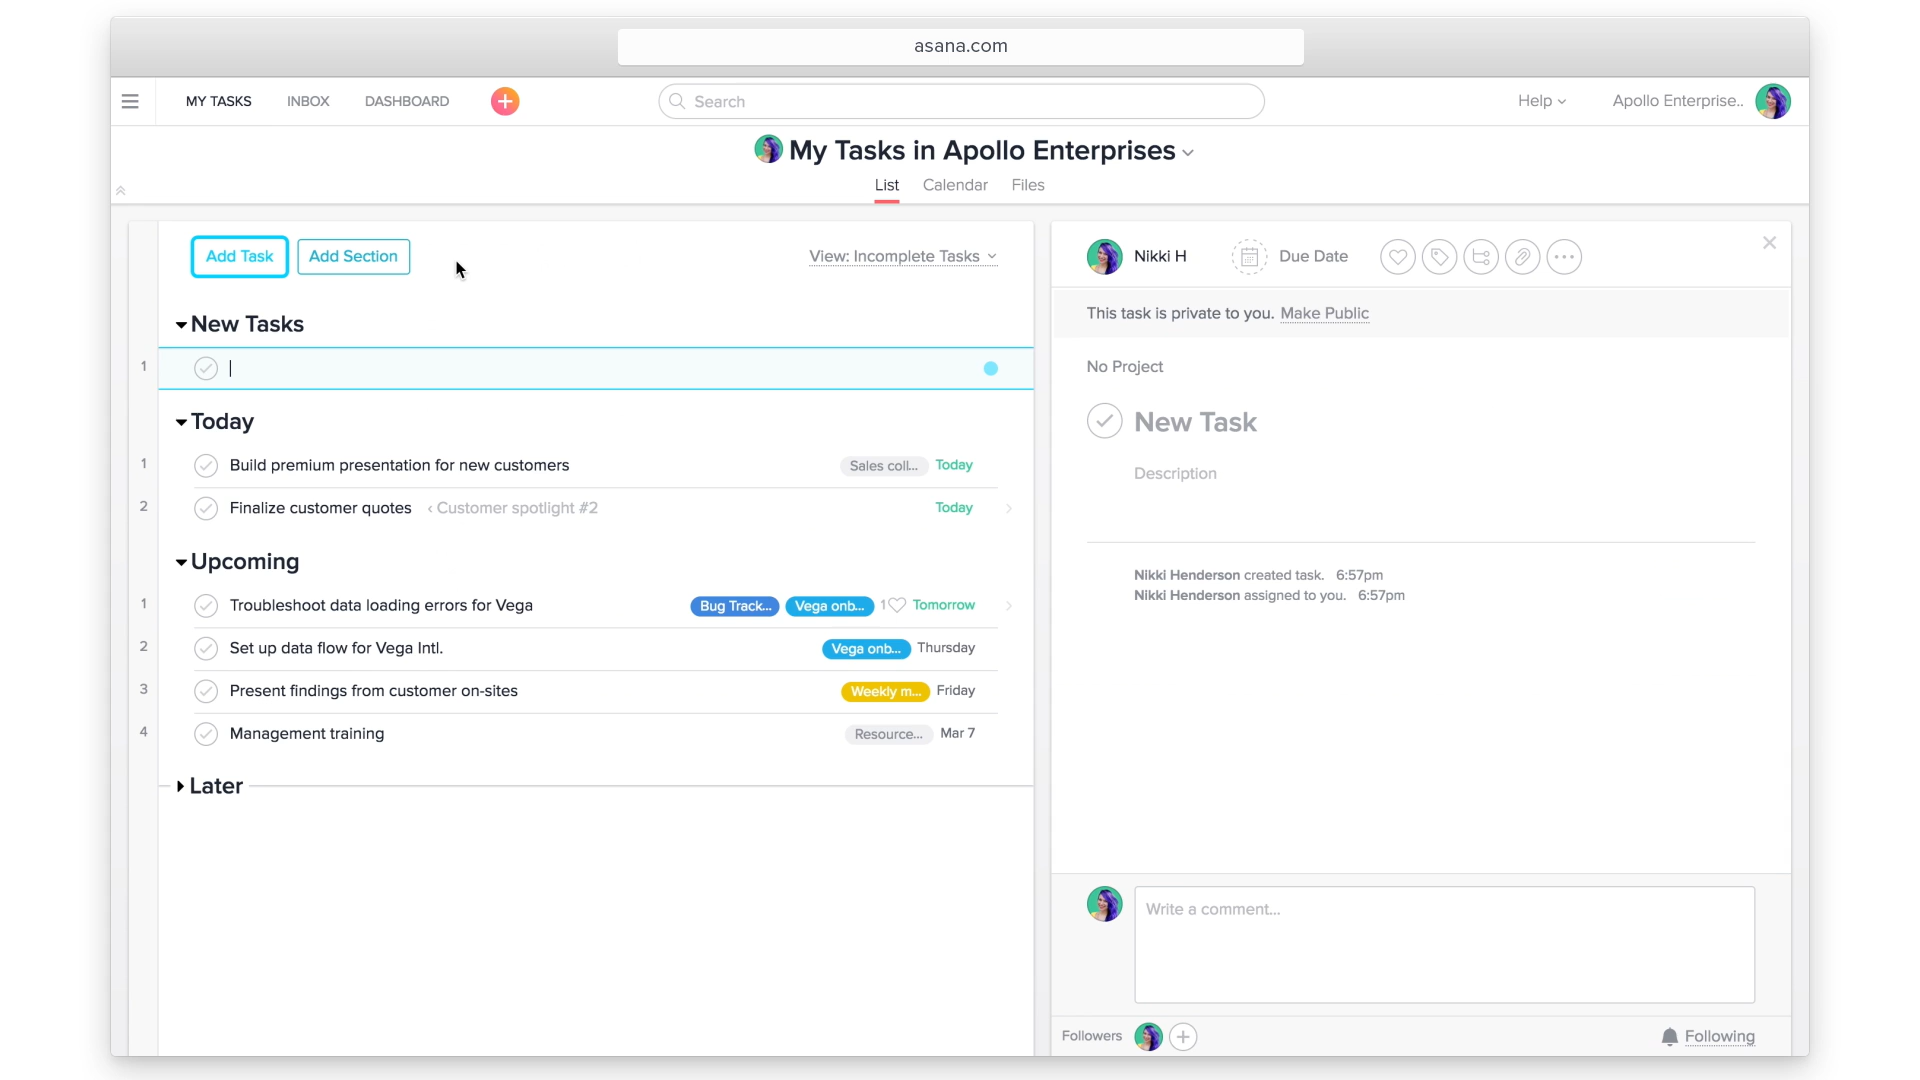 asana.com
MY TASKS INBOX DASHBOARD Search Help Apollo Enterprise..
My Tasks in Apollo Enterprises
List Calendar Files
Add Task Add Section View: Incomplete Tasks
New Tasks
1
Today
1 Build premium presentation for new customers Sales coll... Today
2 Finalize customer quotes ‹ Customer spotlight #2 Today
Upcoming
1 Troubleshoot data loading errors for Vega Bug Track... Vega onb... 1 Tomorrow
2 Set up data flow for Vega Intl. Vega onb... Thursday
3 Present findings from customer on-sites Weekly m... Friday
4 Management training Resource... Mar 7
Later
Nikki H Due Date
This task is private to you. Make Public
No Project
New Task
Description
Nikki Henderson created task. 6:57pm
Nikki Henderson assigned to you. 6:57pm
Write a comment...
Followers Following